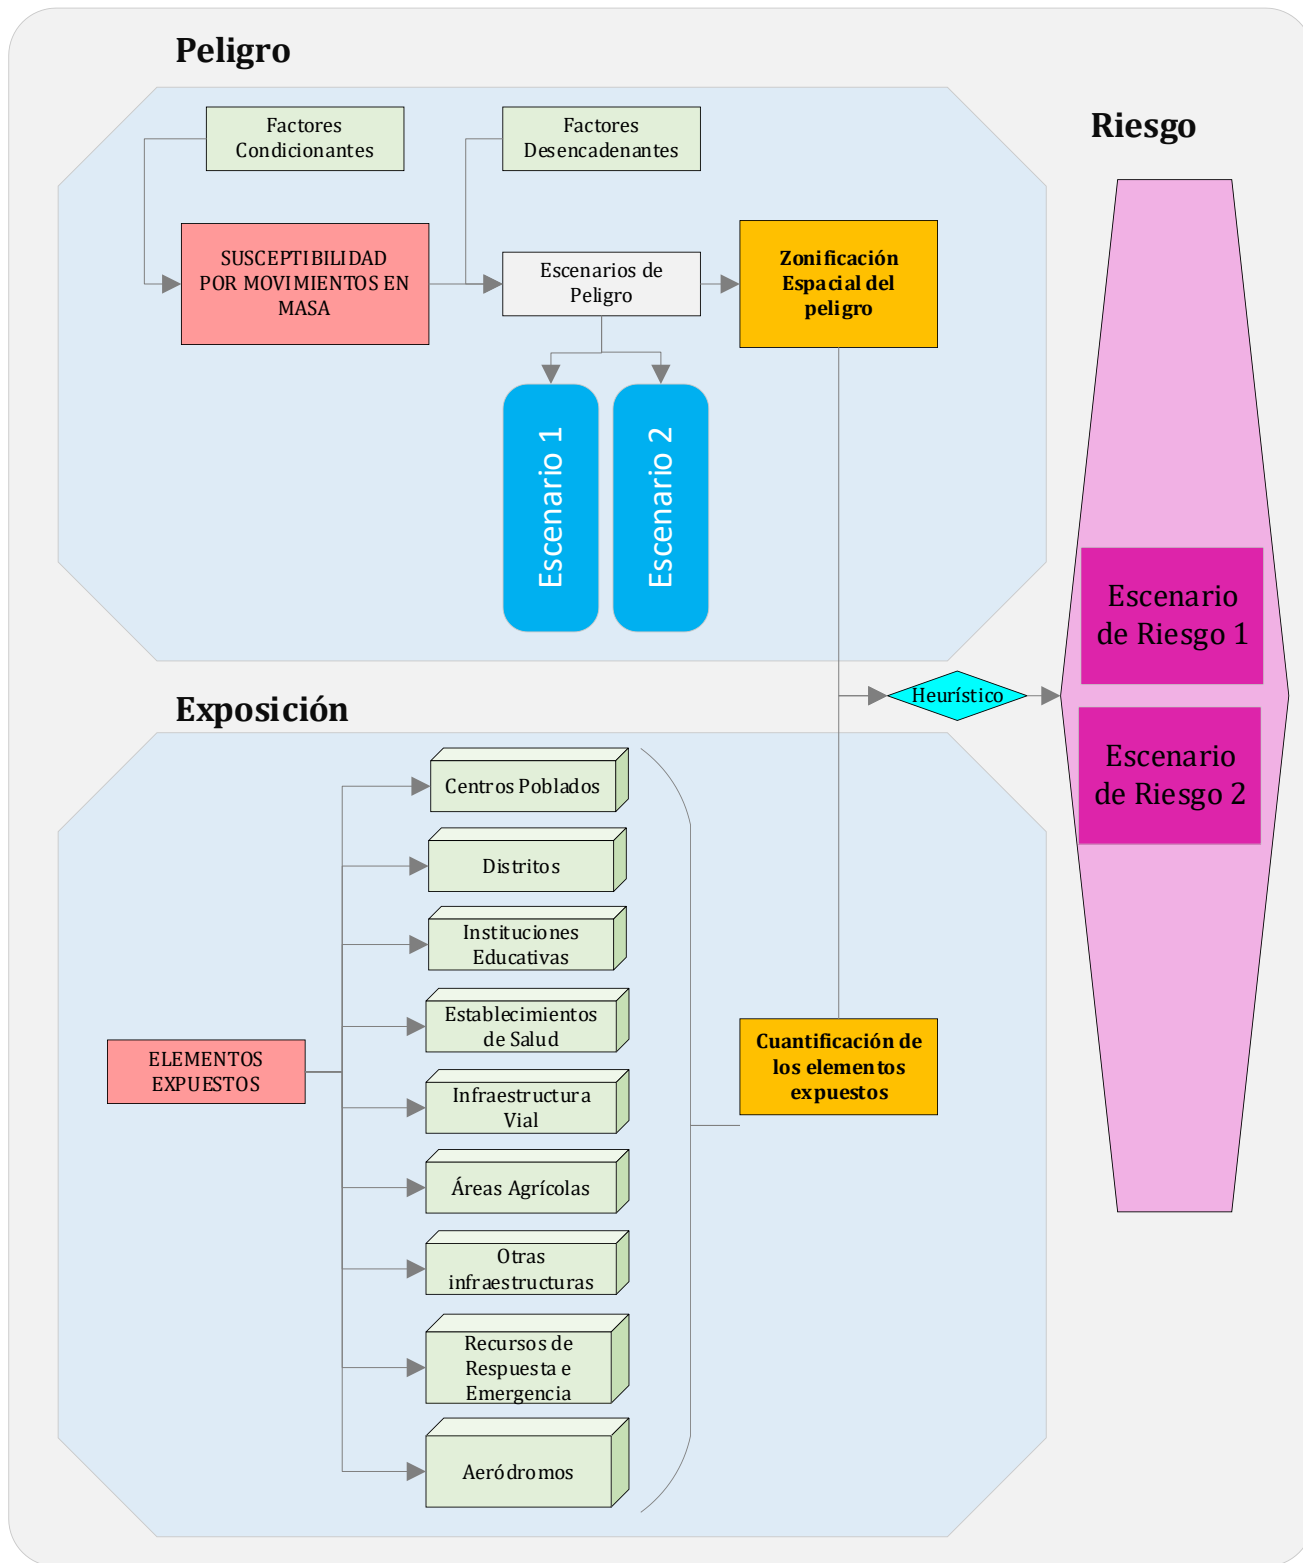 Peligro
Factores
Condicionantes
Factores
Desencadenantes
SUSCEPTIBILIDAD
POR MOVIMIENTOS EN
MASA
Escenarios de
Peligro
Zonificación
Espacial del
peligro
Escenario 1
Escenario 2
Riesgo
Escenario
de Riesgo 1
Escenario
de Riesgo 2
Heurístico
Exposición
ELEMENTOS
EXPUESTOS
Centros Poblados
Distritos
Instituciones
Educativas
Establecimientos
de Salud
Infraestructura
Vial
Áreas Agrícolas
Otras
infraestructuras
Recursos de
Respuesta e
Emergencia
Aeródromos
Cuantificación de
los elementos
expuestos